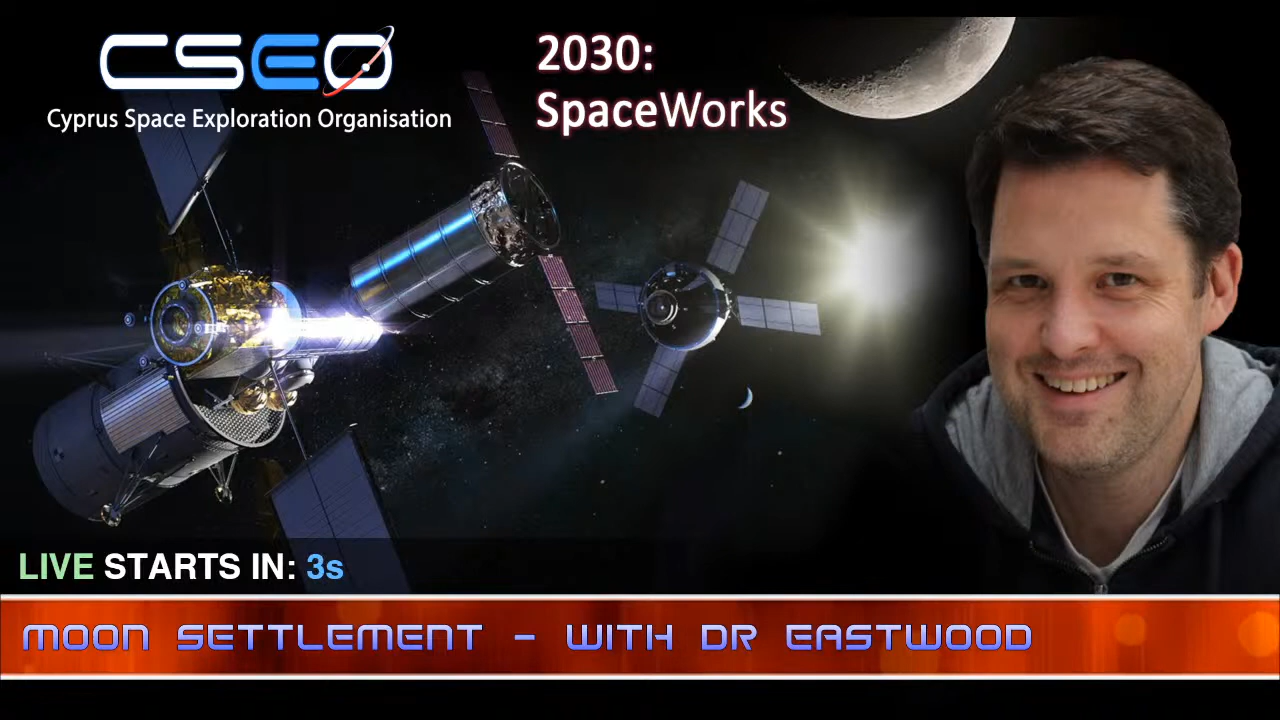 CSEO
Cyprus Space Exploration Organisation
2030:
SpaceWorks
LIVE STARTS IN: 3s
MOON SETTLEMENT - WITH DR EASTWOOD